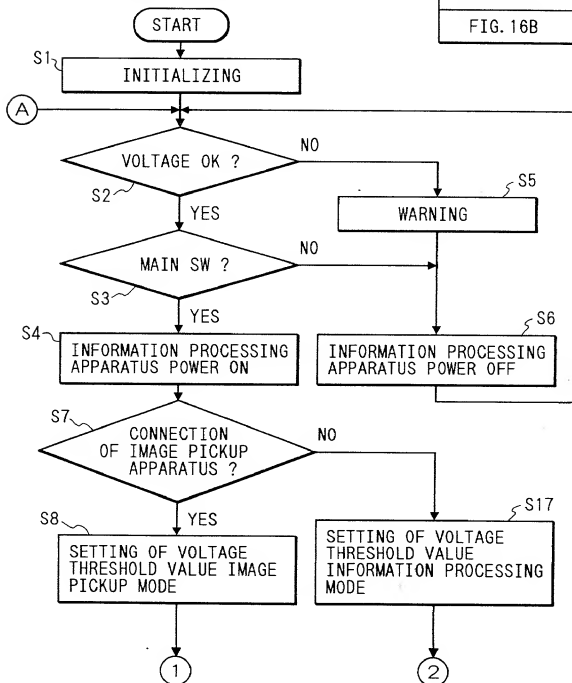 START
FIG. 16B
S1
INITIALIZING
A
VOLTAGE OK ?
NO
S2
YES
S5
WARNING
MAIN SW ?
NO
S3
YES
S4
INFORMATION PROCESSING
APPARATUS POWER ON
S6
INFORMATION PROCESSING
APPARATUS POWER OFF
S7
CONNECTION
OF IMAGE PICKUP
APPARATUS ?
NO
YES
S8
SETTING OF VOLTAGE
THRESHOLD VALUE IMAGE
PICKUP MODE
S17
SETTING OF VOLTAGE
THRESHOLD VALUE
INFORMATION PROCESSING
MODE
1
2